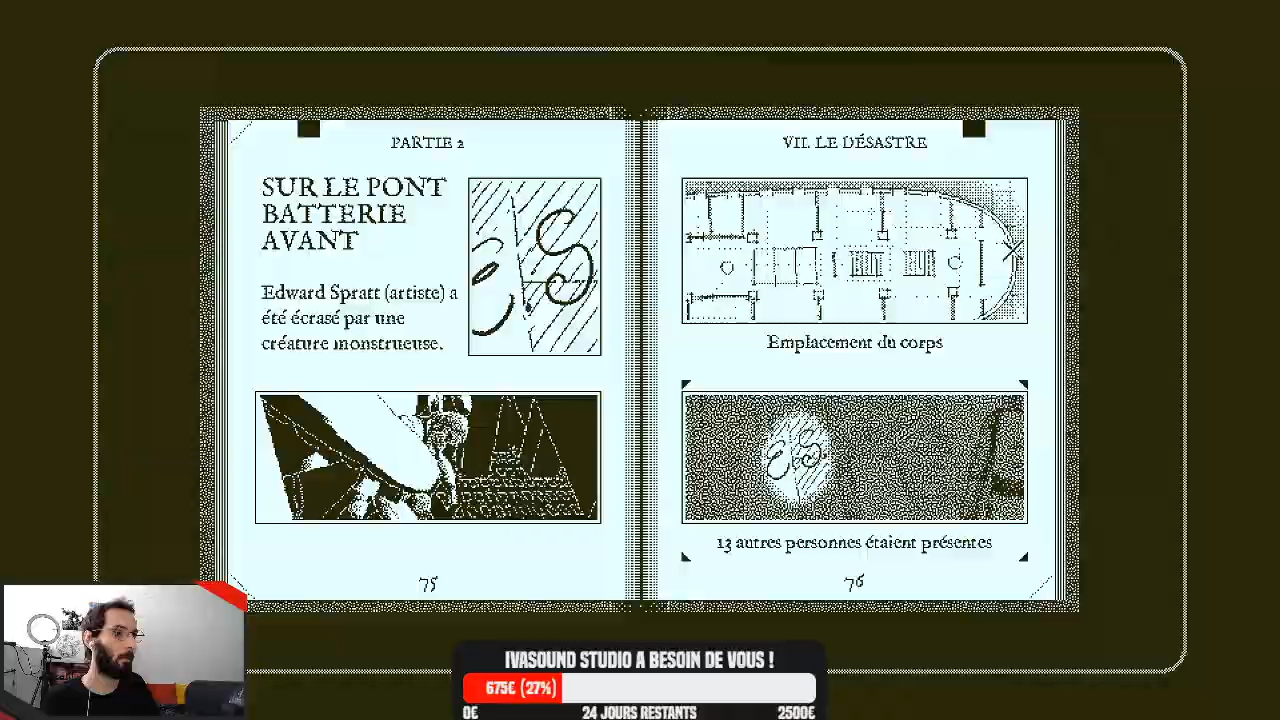 PARTIE 2
SUR LE PONT
BATTERIE
AVANT
Edward Spratt (artiste) a
été écrasé par une
créature monstrueuse.
E.S
75
VII. LE DÉSASTRE
Emplacement du corps
E.S
13 autres personnes étaient présentes
76
IVASOUND STUDIO A BESOIN DE VOUS !
675€ (27%)
0€ 24 JOURS RESTANTS 2500€